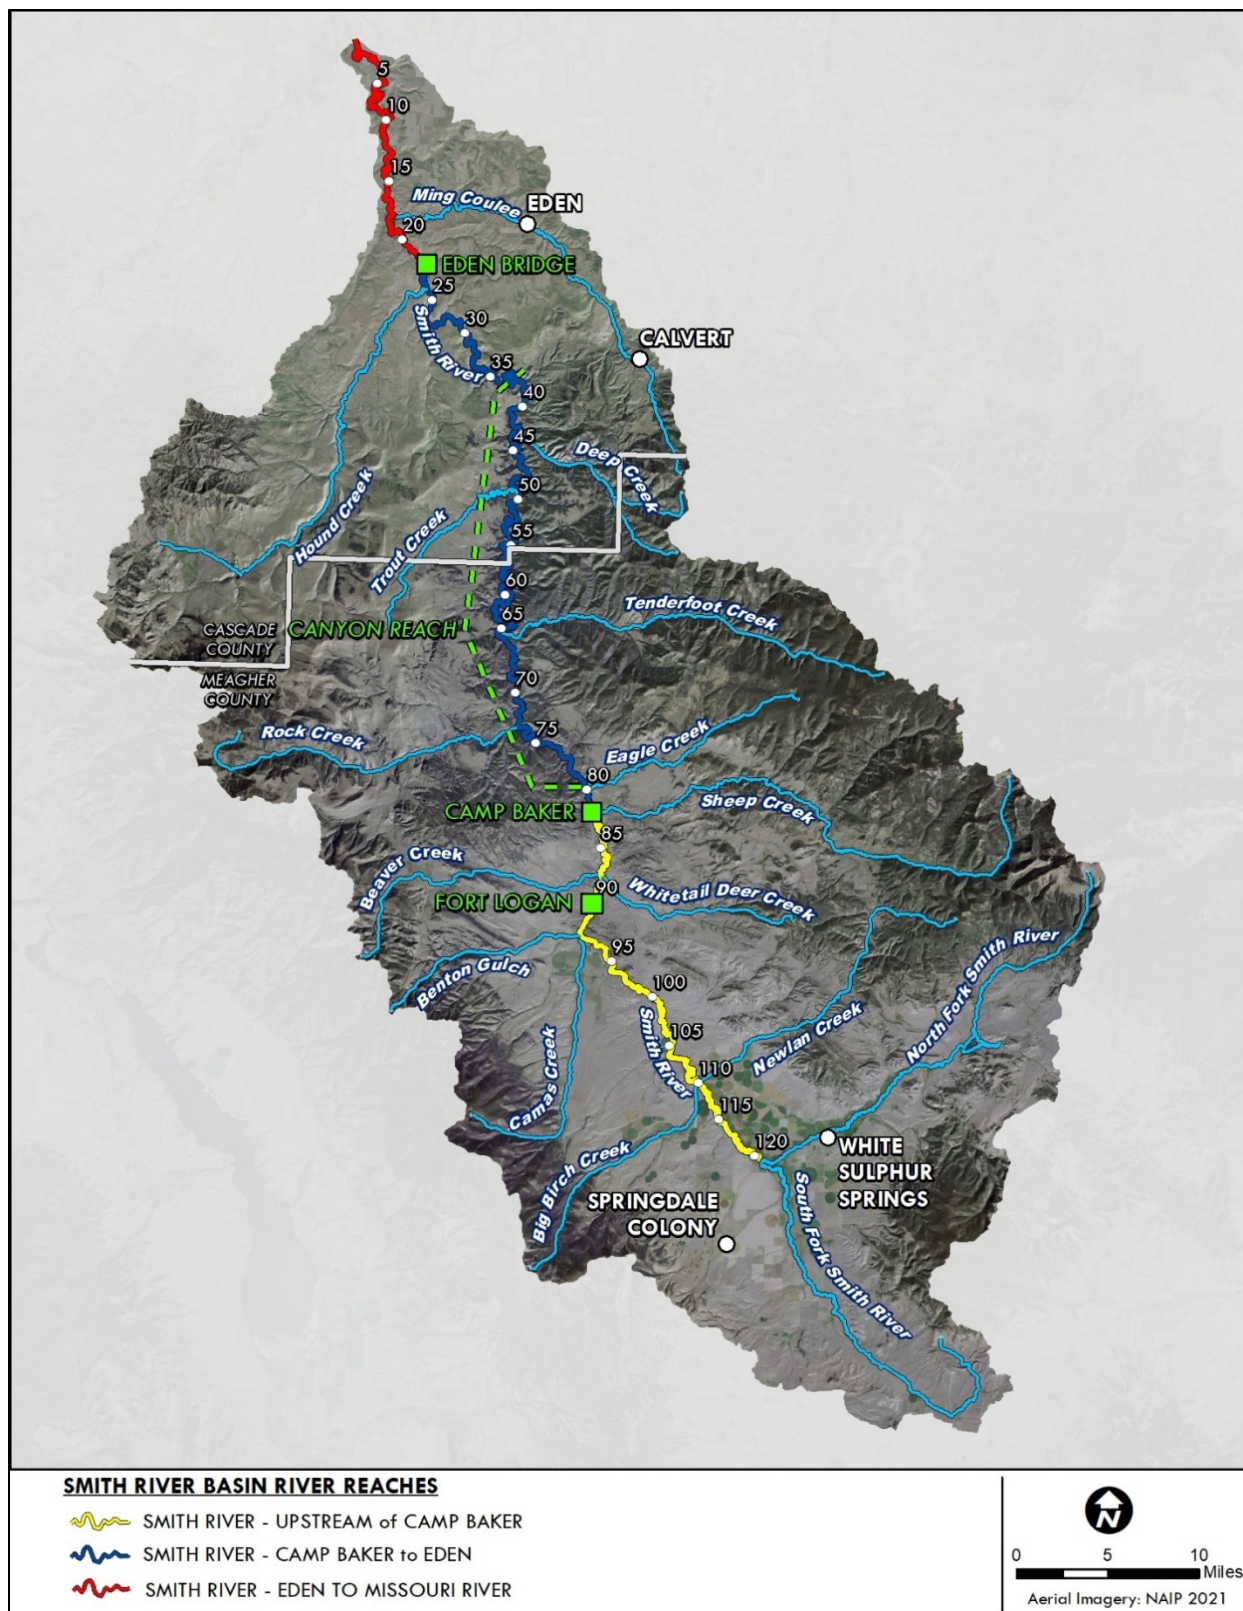 5
10
15
Ming Coulee
EDEN
20
EDEN BRIDGE
25
30
Smith River
CALVERT
35
40
45
Deep Creek
50
Hound Creek
Trout Creek
55
60
Tenderfoot Creek
65
CASCADE
COUNTY
CANYON REACH
MEAGHER
COUNTY
70
Rock Creek
75
Eagle Creek
80
CAMP BAKER
Sheep Creek
85
Beaver Creek
90
Whitetail Deer Creek
FORT LOGAN
North Fork Smith River
95
Benton Gulch
100
Smith River
105
Newlan Creek
110
Camas Creek
115
120
WHITE
SULPHUR
SPRINGS
Big Birch Creek
SPRINGDALE
COLONY
South Fork Smith River
SMITH RIVER BASIN RIVER REACHES
SMITH RIVER - UPSTREAM of CAMP BAKER
SMITH RIVER - CAMP BAKER to EDEN
SMITH RIVER - EDEN TO MISSOURI RIVER
N
0 5 10
Miles
Aerial Imagery: NAIP 2021